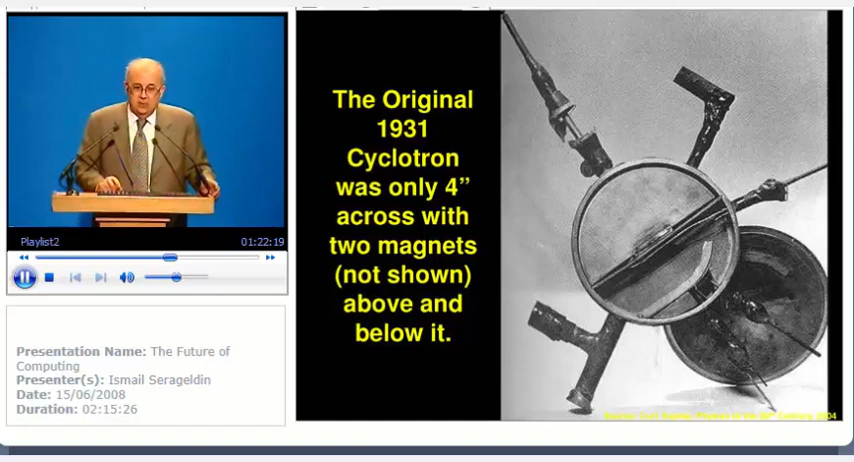 Playlist2
01:22:19
Presentation Name: The Future of
Computing
Presenter(s): Ismail Serageldin
Date: 15/06/2008
Duration: 02:15:26
The Original
1931
Cyclotron
was only 4”
across with
two magnets
(not shown)
above and
below it.
Century, 2004